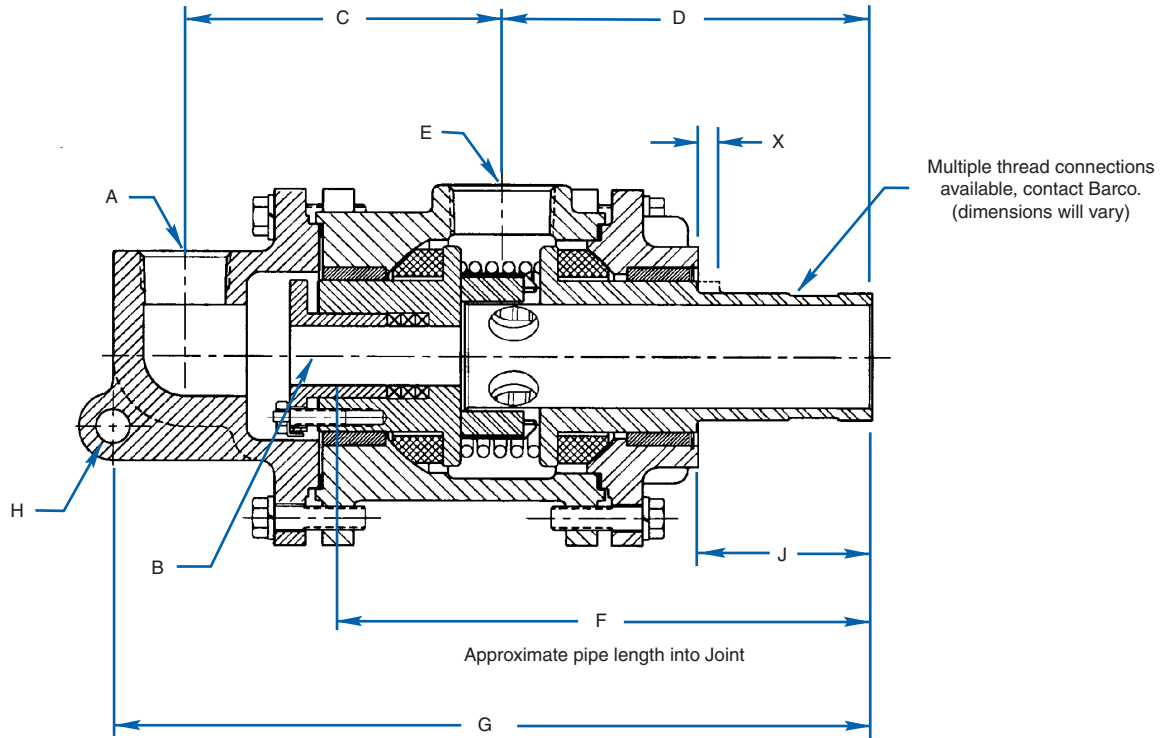 C
D
E
X
A
Multiple thread connections
available, contact Barco.
(dimensions will vary)
H
B
J
F
Approximate pipe length into Joint
G